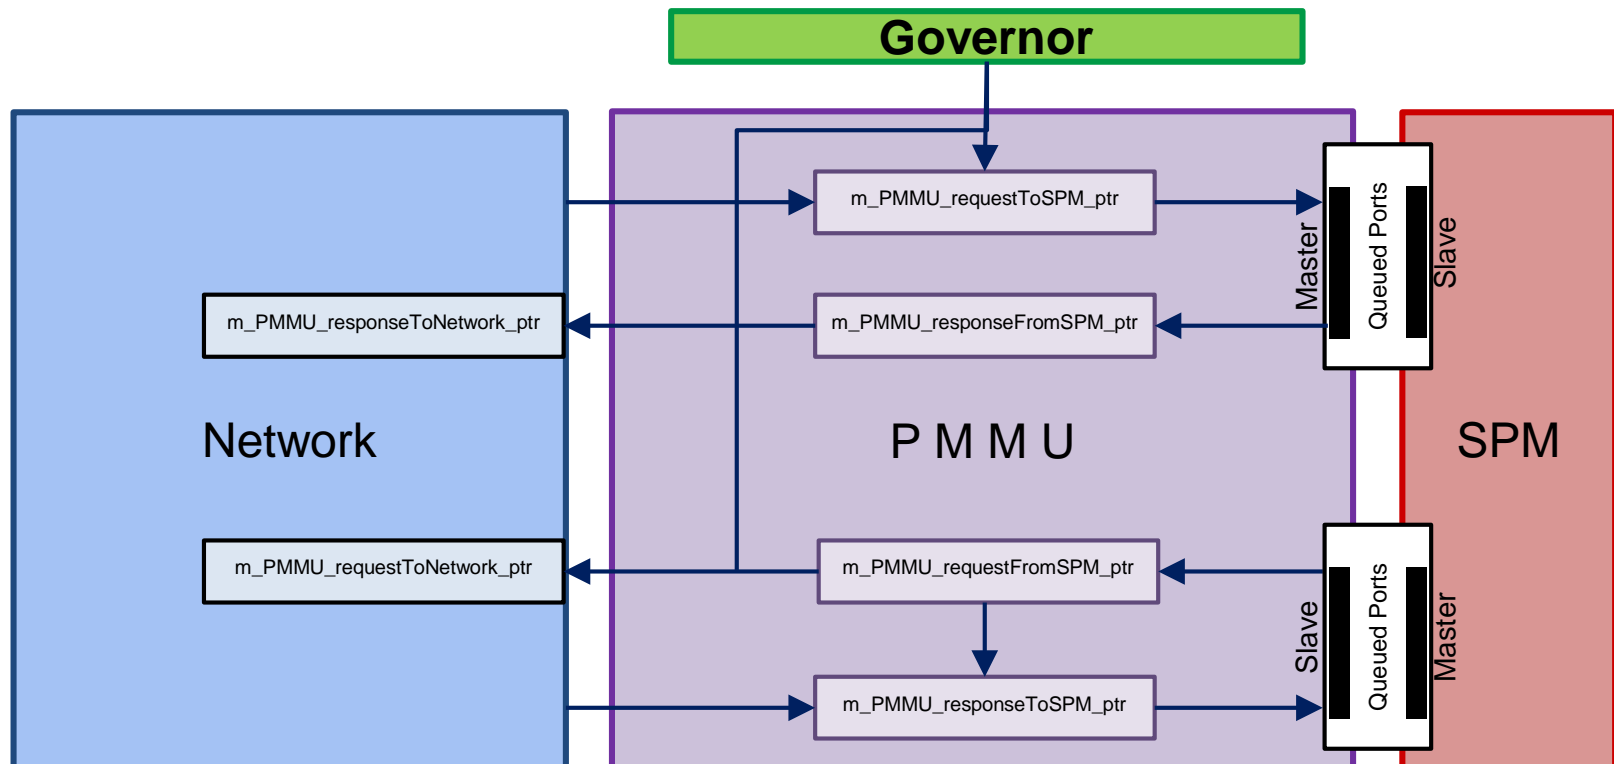 Governor
m_PMMU_requestToSPM_ptr
Master
Queued Ports
Slave
m_PMMU_responseToNetwork_ptr
m_PMMU_responseFromSPM_ptr
Network
P M M U
SPM
m_PMMU_requestToNetwork_ptr
m_PMMU_requestFromSPM_ptr
Slave
Queued Ports
Master
m_PMMU_responseToSPM_ptr